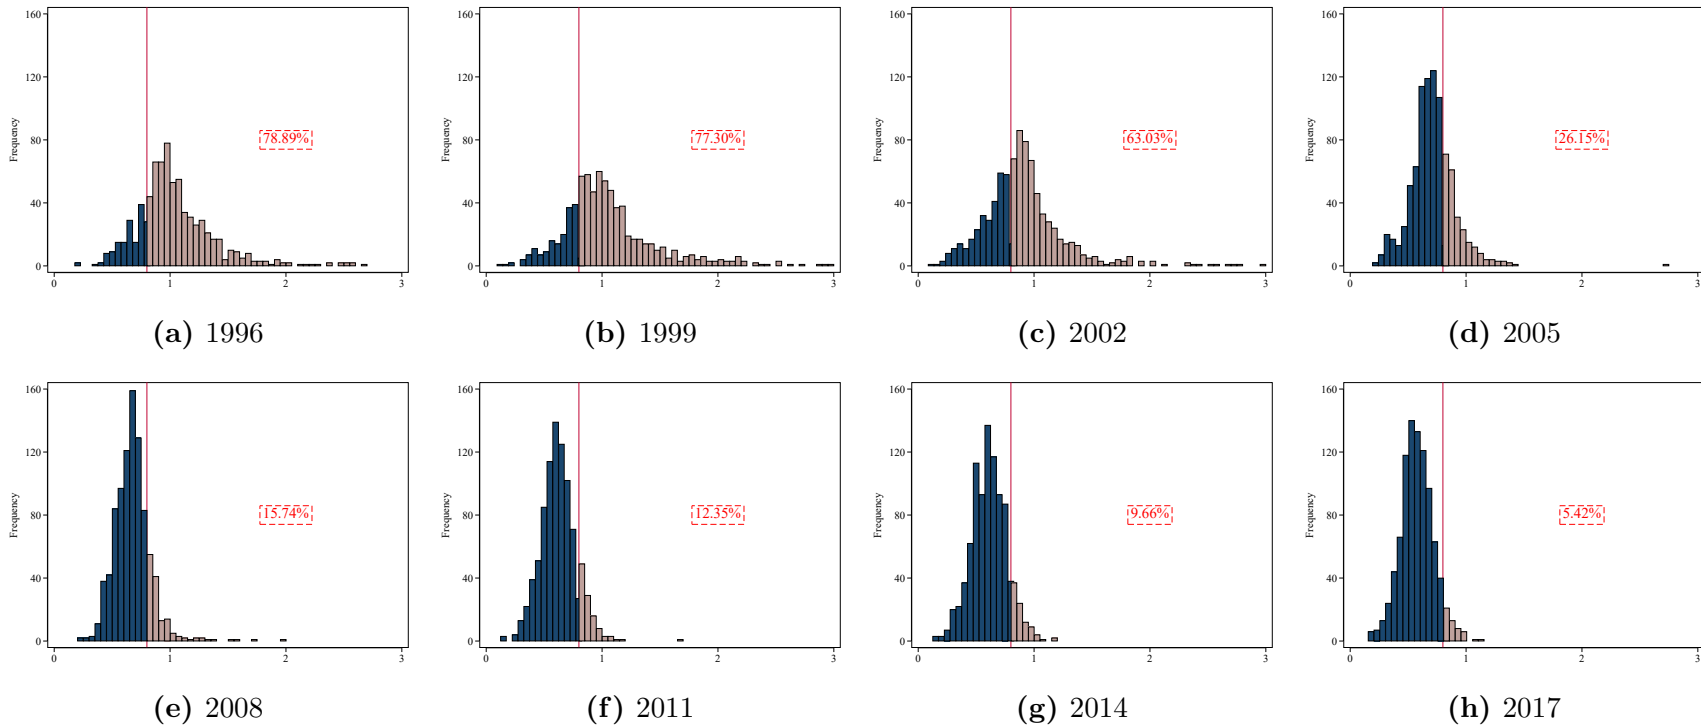 160
120
80
40
0
Frequency
78.89%
0 1 2 3
(a) 1996
160
120
80
40
0
Frequency
77.30%
0 1 2 3
(b) 1999
160
120
80
40
0
Frequency
63.03%
0 1 2 3
(c) 2002
160
120
80
40
0
Frequency
26.15%
0 1 2 3
(d) 2005
160
120
80
40
0
Frequency
15.74%
0 1 2 3
(e) 2008
160
120
80
40
0
Frequency
12.35%
0 1 2 3
(f) 2011
160
120
80
40
0
Frequency
9.66%
0 1 2 3
(g) 2014
160
120
80
40
0
Frequency
5.42%
0 1 2 3
(h) 2017